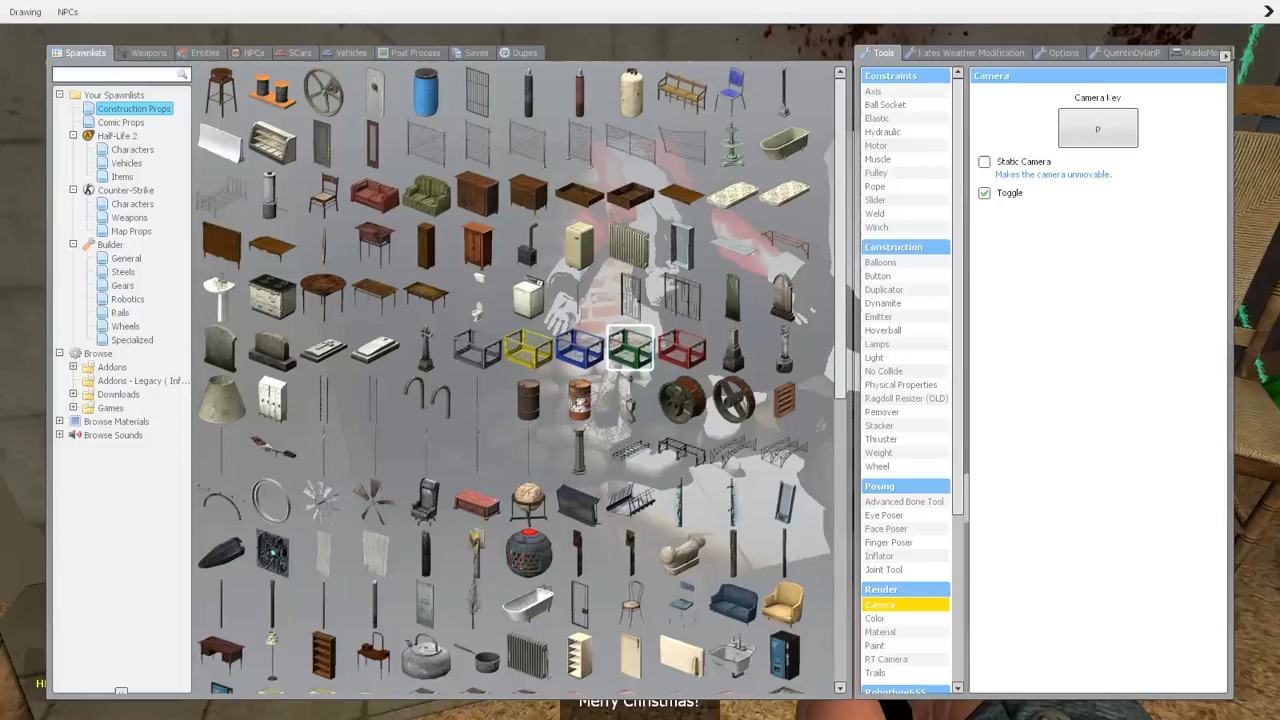 Drawing NPCs
Spawnlists Weapons Entities NPCs SCars Vehicles Post Process Saves Dupes
Your Spawnlists
Construction Props
Comic Props
Half-Life 2
Characters
Vehicles
Items
Counter-Strike
Characters
Weapons
Map Props
Builder
General
Steels
Gears
Robotics
Rails
Wheels
Specialized
Browse
Addons
Addons - Legacy ( Inf...
Downloads
Games
Browse Materials
Browse Sounds
Tools Kates Weather Modification Options QuentinDylanP RadioMo
Constraints
Axis
Ball Socket
Elastic
Hydraulic
Motor
Muscle
Pulley
Rope
Slider
Weld
Winch
Construction
Balloons
Button
Duplicator
Dynamite
Emitter
Hoverball
Lamps
Light
No Collide
Physical Properties
Ragdoll Resizer (OLD)
Remover
Stacker
Thruster
Weight
Wheel
Posing
Advanced Bone Tool
Eye Poser
Face Poser
Finger Poser
Inflator
Joint Tool
Render
Camera
Color
Material
Paint
RT Camera
Trails
Robotboy655
Camera
Camera Key
p
Static Camera
Makes the camera unmovable.
Toggle
Merry Christmas!